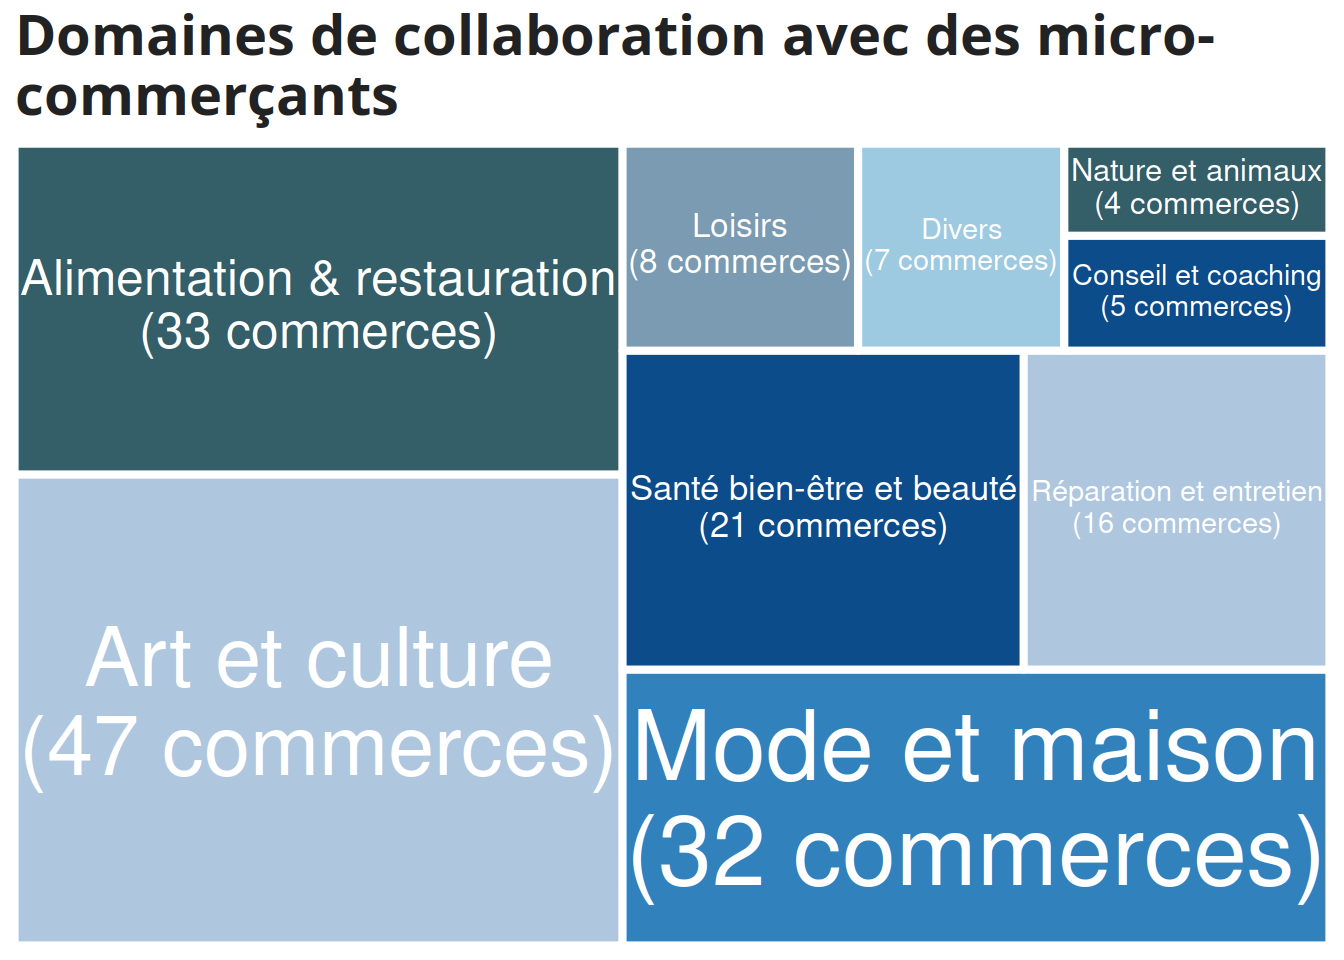 Domaines de collaboration avec des micro-
commerçants
Alimentation & restauration
(33 commerces)
Loisirs
(8 commerces)
Divers
(7 commerces)
Nature et animaux
(4 commerces)
Conseil et coaching
(5 commerces)
Santé bien-être et beauté
(21 commerces)
Réparation et entretien
(16 commerces)
Art et culture
(47 commerces)
Mode et maison
(32 commerces)